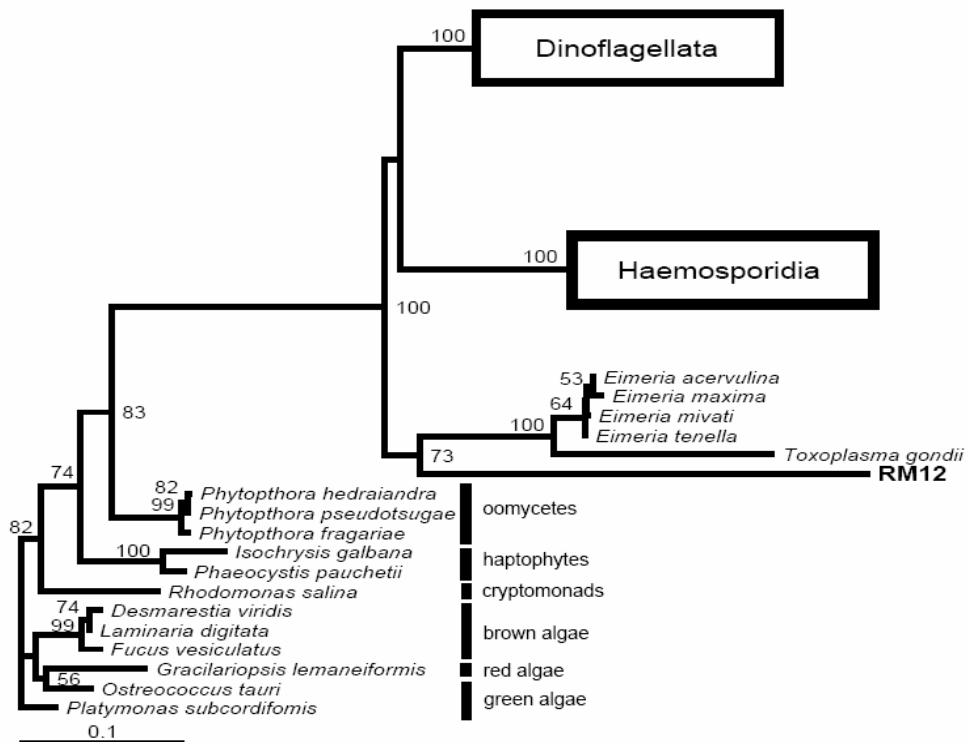 100
Dinoflagellata
100
Haemosporidia
100
53
Eimeria acervulina
Eimeria maxima
64
Eimeria mivati
100
Eimeria tenella
Toxoplasma gondii
73
RM12
83
74
82
Phytopthora hedraiandra
99
Phytopthora pseudotsugae
oomycetes
Phytopthora fragariae
82
100
Isochrysis galbana
haptophytes
Phaeocystis pauchetii
Rhodomonas salina
cryptomonads
74
Desmarestia viridis
99
Laminaria digitata
brown algae
Fucus vesiculatus
Gracilariopsis lemaneiformis
red algae
56
Ostreococcus tauri
green algae
Platymonas subcordifomis
0.1